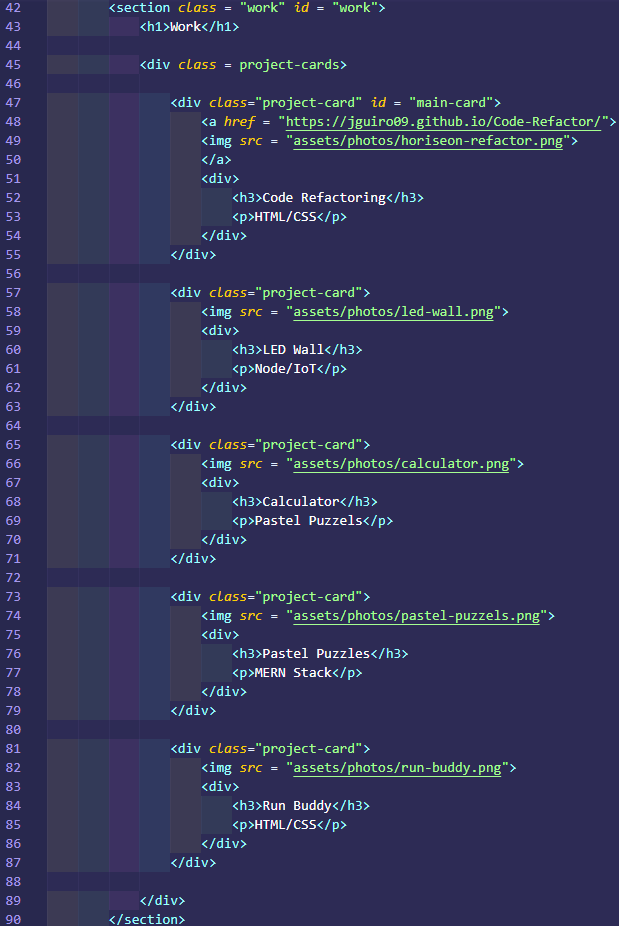 42 <section class = "work" id = "work">
43 <h1>Work</h1>
44
45 <div class = project-cards>
46
47 <div class="project-card" id = "main-card">
48 <a href = "https://jguiro09.github.io/Code-Refactor/">
49 <img src = "assets/photos/horiseon-refactor.png">
50 </a>
51 <div>
52 <h3>Code Refactoring</h3>
53 <p>HTML/CSS</p>
54 </div>
55 </div>
56
57 <div class="project-card">
58 <img src = "assets/photos/led-wall.png">
59 <div>
60 <h3>LED Wall</h3>
61 <p>Node/IoT</p>
62 </div>
63 </div>
64
65 <div class="project-card">
66 <img src = "assets/photos/calculator.png">
67 <div>
68 <h3>Calculator</h3>
69 <p>Pastel Puzzels</p>
70 </div>
71 </div>
72
73 <div class="project-card">
74 <img src = "assets/photos/pastel-puzzels.png">
75 <div>
76 <h3>Pastel Puzzles</h3>
77 <p>MERN Stack</p>
78 </div>
79 </div>
80
81 <div class="project-card">
82 <img src = "assets/photos/run-buddy.png">
83 <div>
84 <h3>Run Buddy</h3>
85 <p>HTML/CSS</p>
86 </div>
87 </div>
88
89 </div>
90 </section>